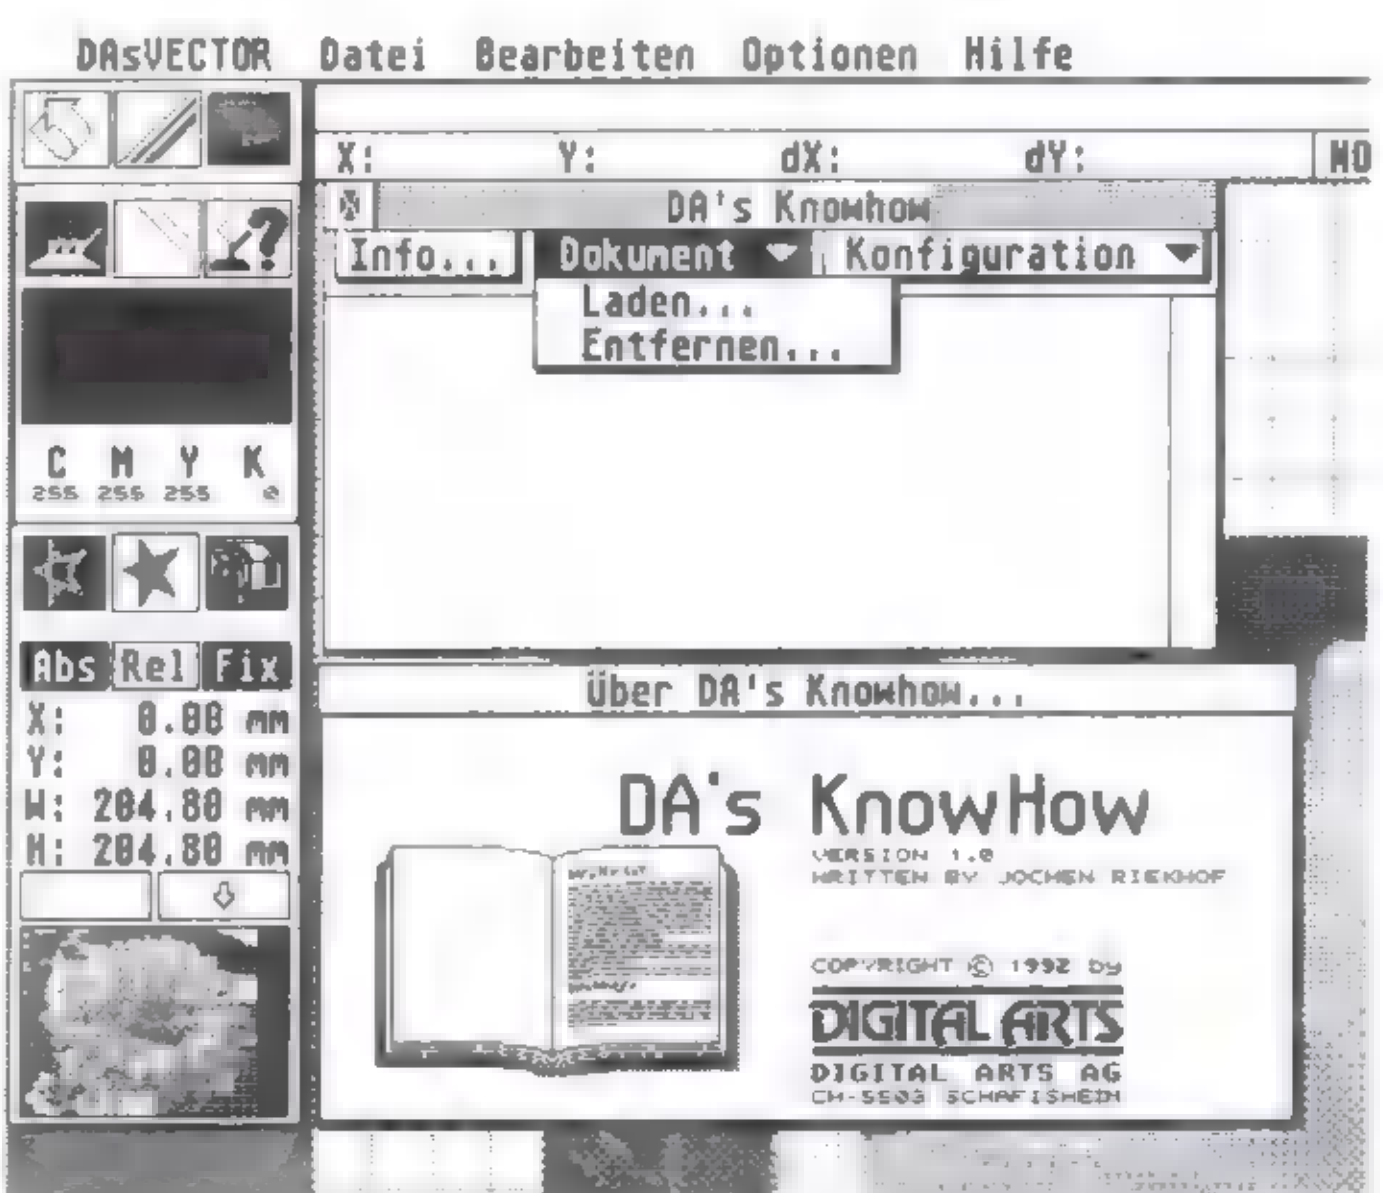 DAsVECTOR Datei Bearbeiten Optionen Hilfe
X: Y: dX: dY: MO
DA's Knowhow
Info... Dokument Konfiguration
Laden...
Entfernen...
C M Y K
255 255 255 0
Abs Rel Fix
X: 0.00 mm
Y: 0.00 mm
W: 204.80 mm
H: 204.80 mm
über DA's Knowhow...
DA's KnowHow
VERSION 1.0
WRITTEN BY JOCHEN RIEKHOF
COPYRIGHT © 1992 by
DIGITAL ARTS
DIGITAL ARTS AG
CH-5503 SCHAFISHEIM